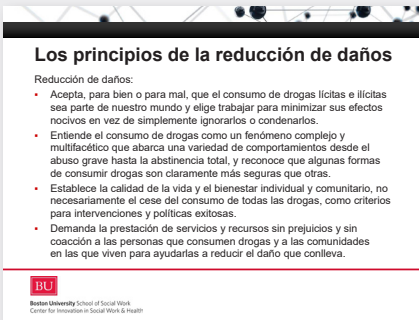 Los principios de la reducción de daños
Reducción de daños:
▪ Acepta, para bien o para mal, que el consumo de drogas lícitas e ilícitas
sea parte de nuestro mundo y elige trabajar para minimizar sus efectos
nocivos en vez de simplemente ignorarlos o condenarlos.
▪ Entiende el consumo de drogas como un fenómeno complejo y
multifacético que abarca una variedad de comportamientos desde el
abuso grave hasta la abstinencia total, y reconoce que algunas formas
de consumir drogas son claramente más seguras que otras.
▪ Establece la calidad de la vida y el bienestar individual y comunitario, no
necesariamente el cese del consumo de todas las drogas, como criterios
para intervenciones y políticas exitosas.
▪ Demanda la prestación de servicios y recursos sin prejuicios y sin
coacción a las personas que consumen drogas y a las comunidades
en las que viven para ayudarlas a reducir el daño que conlleva.
BU
Boston University School of Social Work
Center for Innovation in Social Work & Health